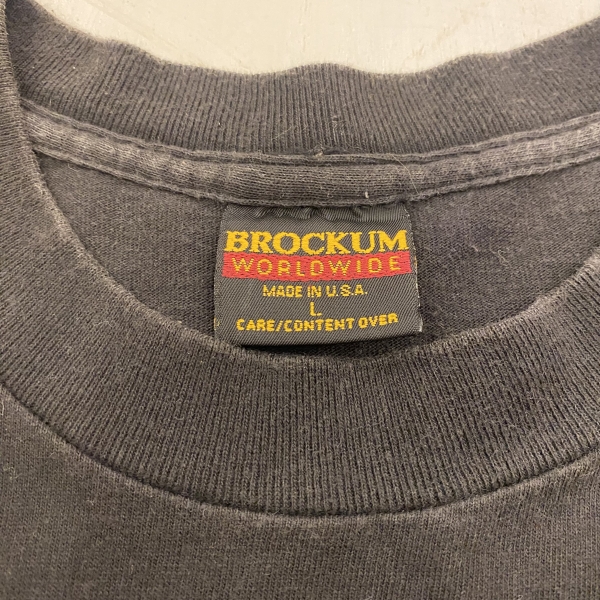 BROCKUM
WORLDWIDE
MADE IN U.S.A.
L
CARE/CONTENT OVER